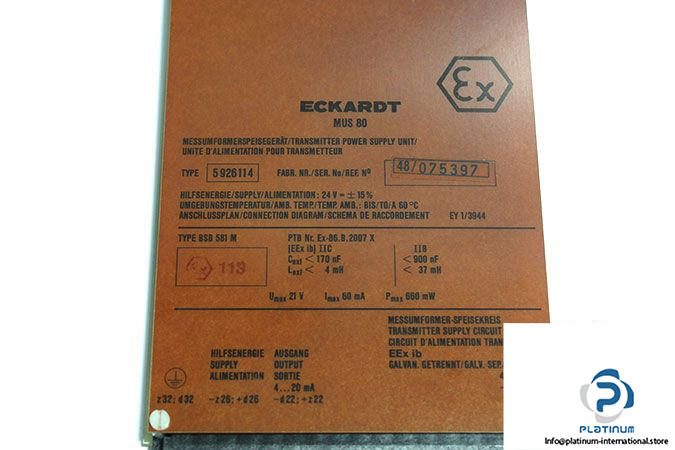 εx
ECKARDT
MUS 80
MESSUMFORMERSPEISEGERÄT/TRANSMITTER POWER SUPPLY UNIT/
UNITE D'ALIMENTATION POUR TRANSMETTEUR
TYPE 5926114 FABR. NR./SER. No/REF. Nº 48/075397
HILFSENERGIE/SUPPLY/ALIMENTATION: 24 V = ± 15%
UMGEBUNGSTEMPERATUR/AMB. TEMP./TEMP. AMB.: BIS/TO/A 60 °C
ANSCHLUSSPLAN/CONNECTION DIAGRAM/SCHEMA DE RACCORDEMENT EY 1/3944
TYPE BSB 581 M PTB Nr. Ex-86.B.2007 X
[EEx ib] IIC IIB
Cext < 170 nF < 900 nF
Lext < 4 mH < 37 mH
εx 113
Umax 21 V Imax 60 mA Pmax 660 mW
MESSUMFORMER-SPEISEKREIS
TRANSMITTER SUPPLY CIRCUIT
CIRCUIT D'ALIMENTATION TRAN
EEx ib
GALVAN. GETRENNT/GALV. SEP.
HILFSENERGIE AUSGANG
SUPPLY OUTPUT
ALIMENTATION SORTIE
4...20 mA
z32; d32 -z26; +d26 -d22; +z22
PLATINUM
INTERNATIONAL
Info@platinum-international.store